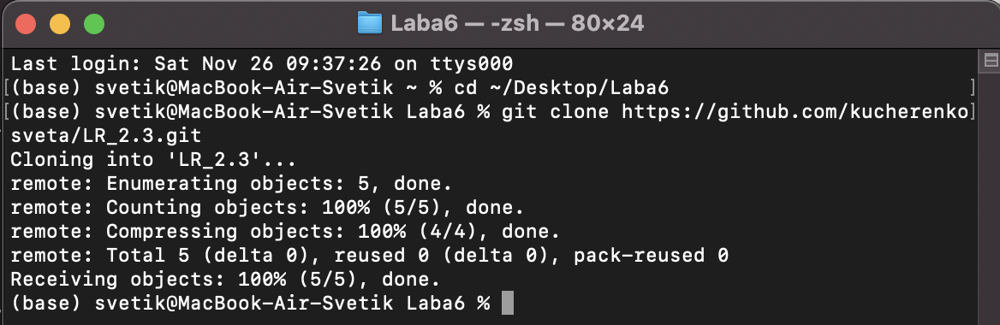 Laba6 — -zsh — 80×24
Last login: Sat Nov 26 09:37:26 on ttys000
[(base) svetik@MacBook-Air-Svetik ~ % cd ~/Desktop/Laba6 ]
[(base) svetik@MacBook-Air-Svetik Laba6 % git clone https://github.com/kucherenko]
sveta/LR_2.3.git
Cloning into 'LR_2.3'...
remote: Enumerating objects: 5, done.
remote: Counting objects: 100% (5/5), done.
remote: Compressing objects: 100% (4/4), done.
remote: Total 5 (delta 0), reused 0 (delta 0), pack-reused 0
Receiving objects: 100% (5/5), done.
(base) svetik@MacBook-Air-Svetik Laba6 %